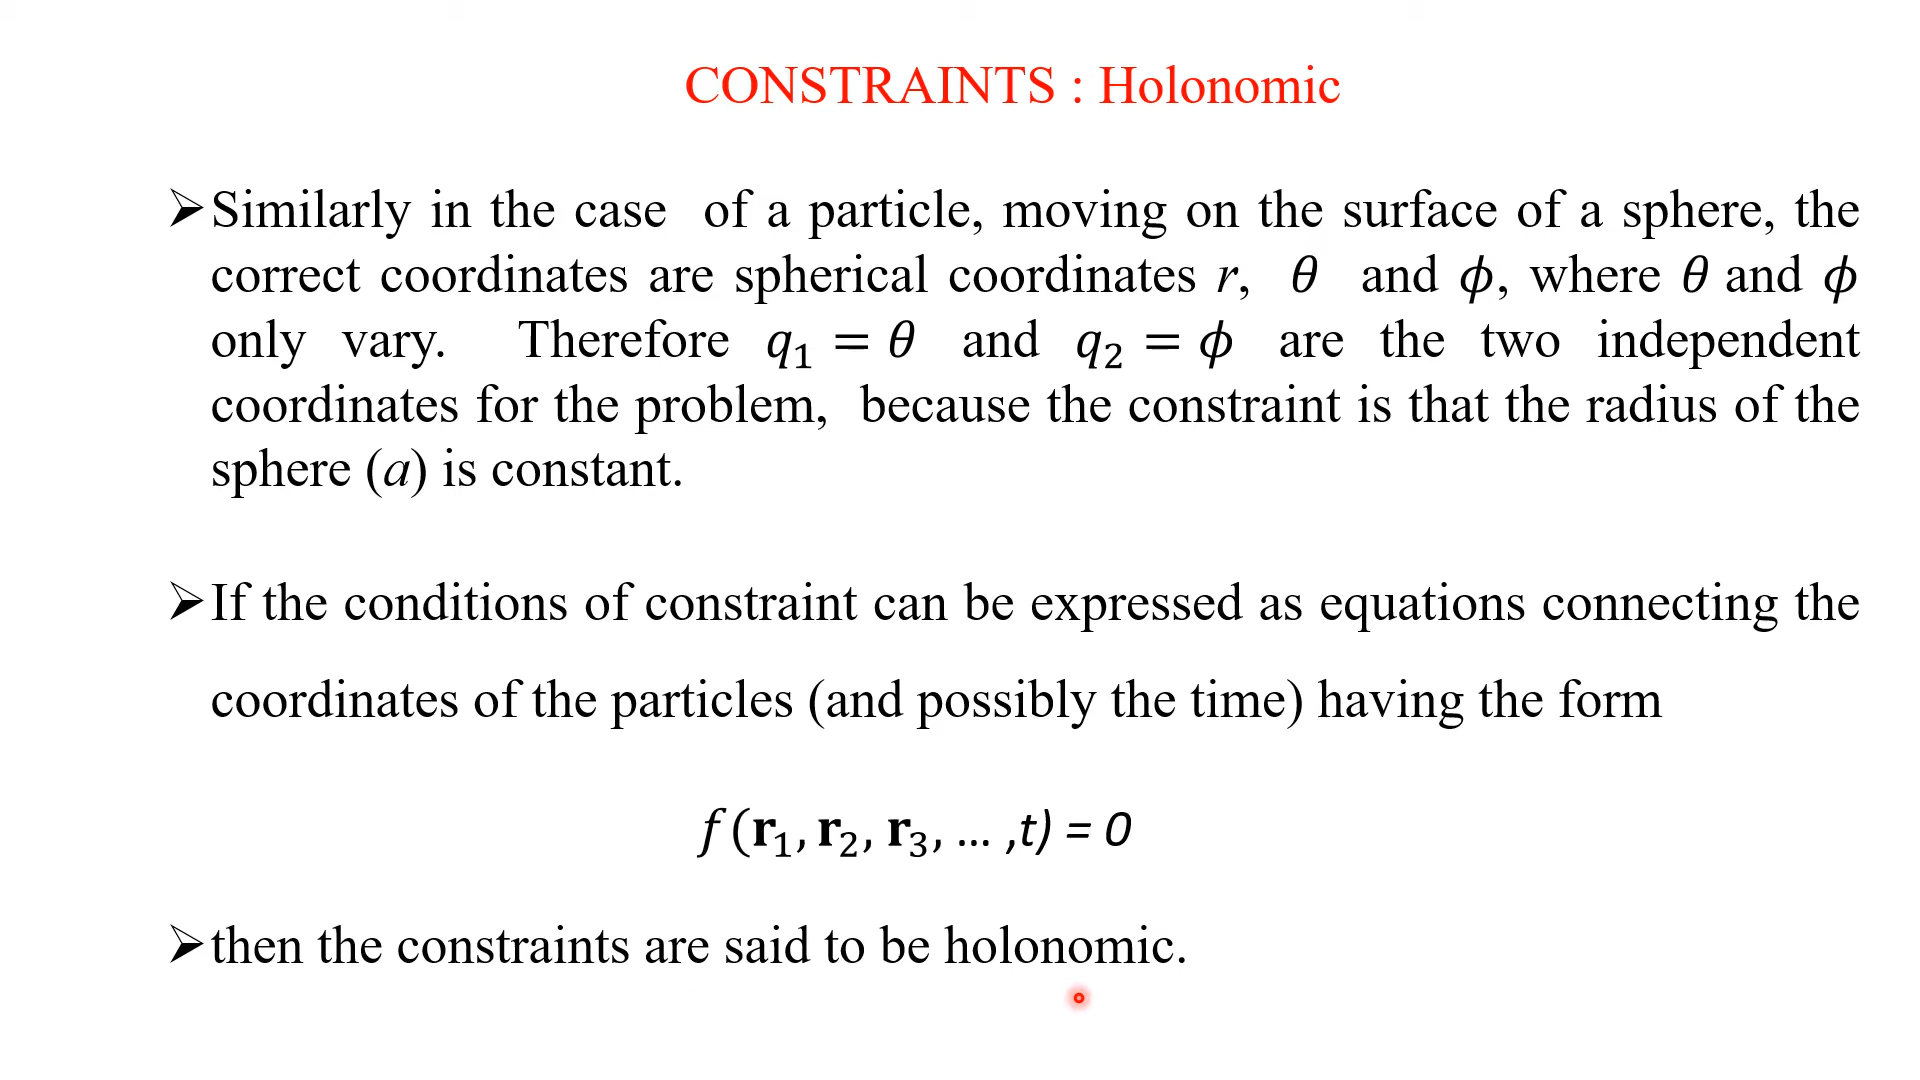 CONSTRAINTS : Holonomic
➢Similarly in the case of a particle, moving on the surface of a sphere, the
correct coordinates are spherical coordinates r, θ and ϕ, where θ and ϕ
only vary. Therefore q₁ = θ and q₂ = ϕ are the two independent
coordinates for the problem, because the constraint is that the radius of the
sphere (a) is constant.
➢If the conditions of constraint can be expressed as equations connecting the
coordinates of the particles (and possibly the time) having the form
f(r₁, r₂, r₃, … ,t) = 0
➢then the constraints are said to be holonomic.